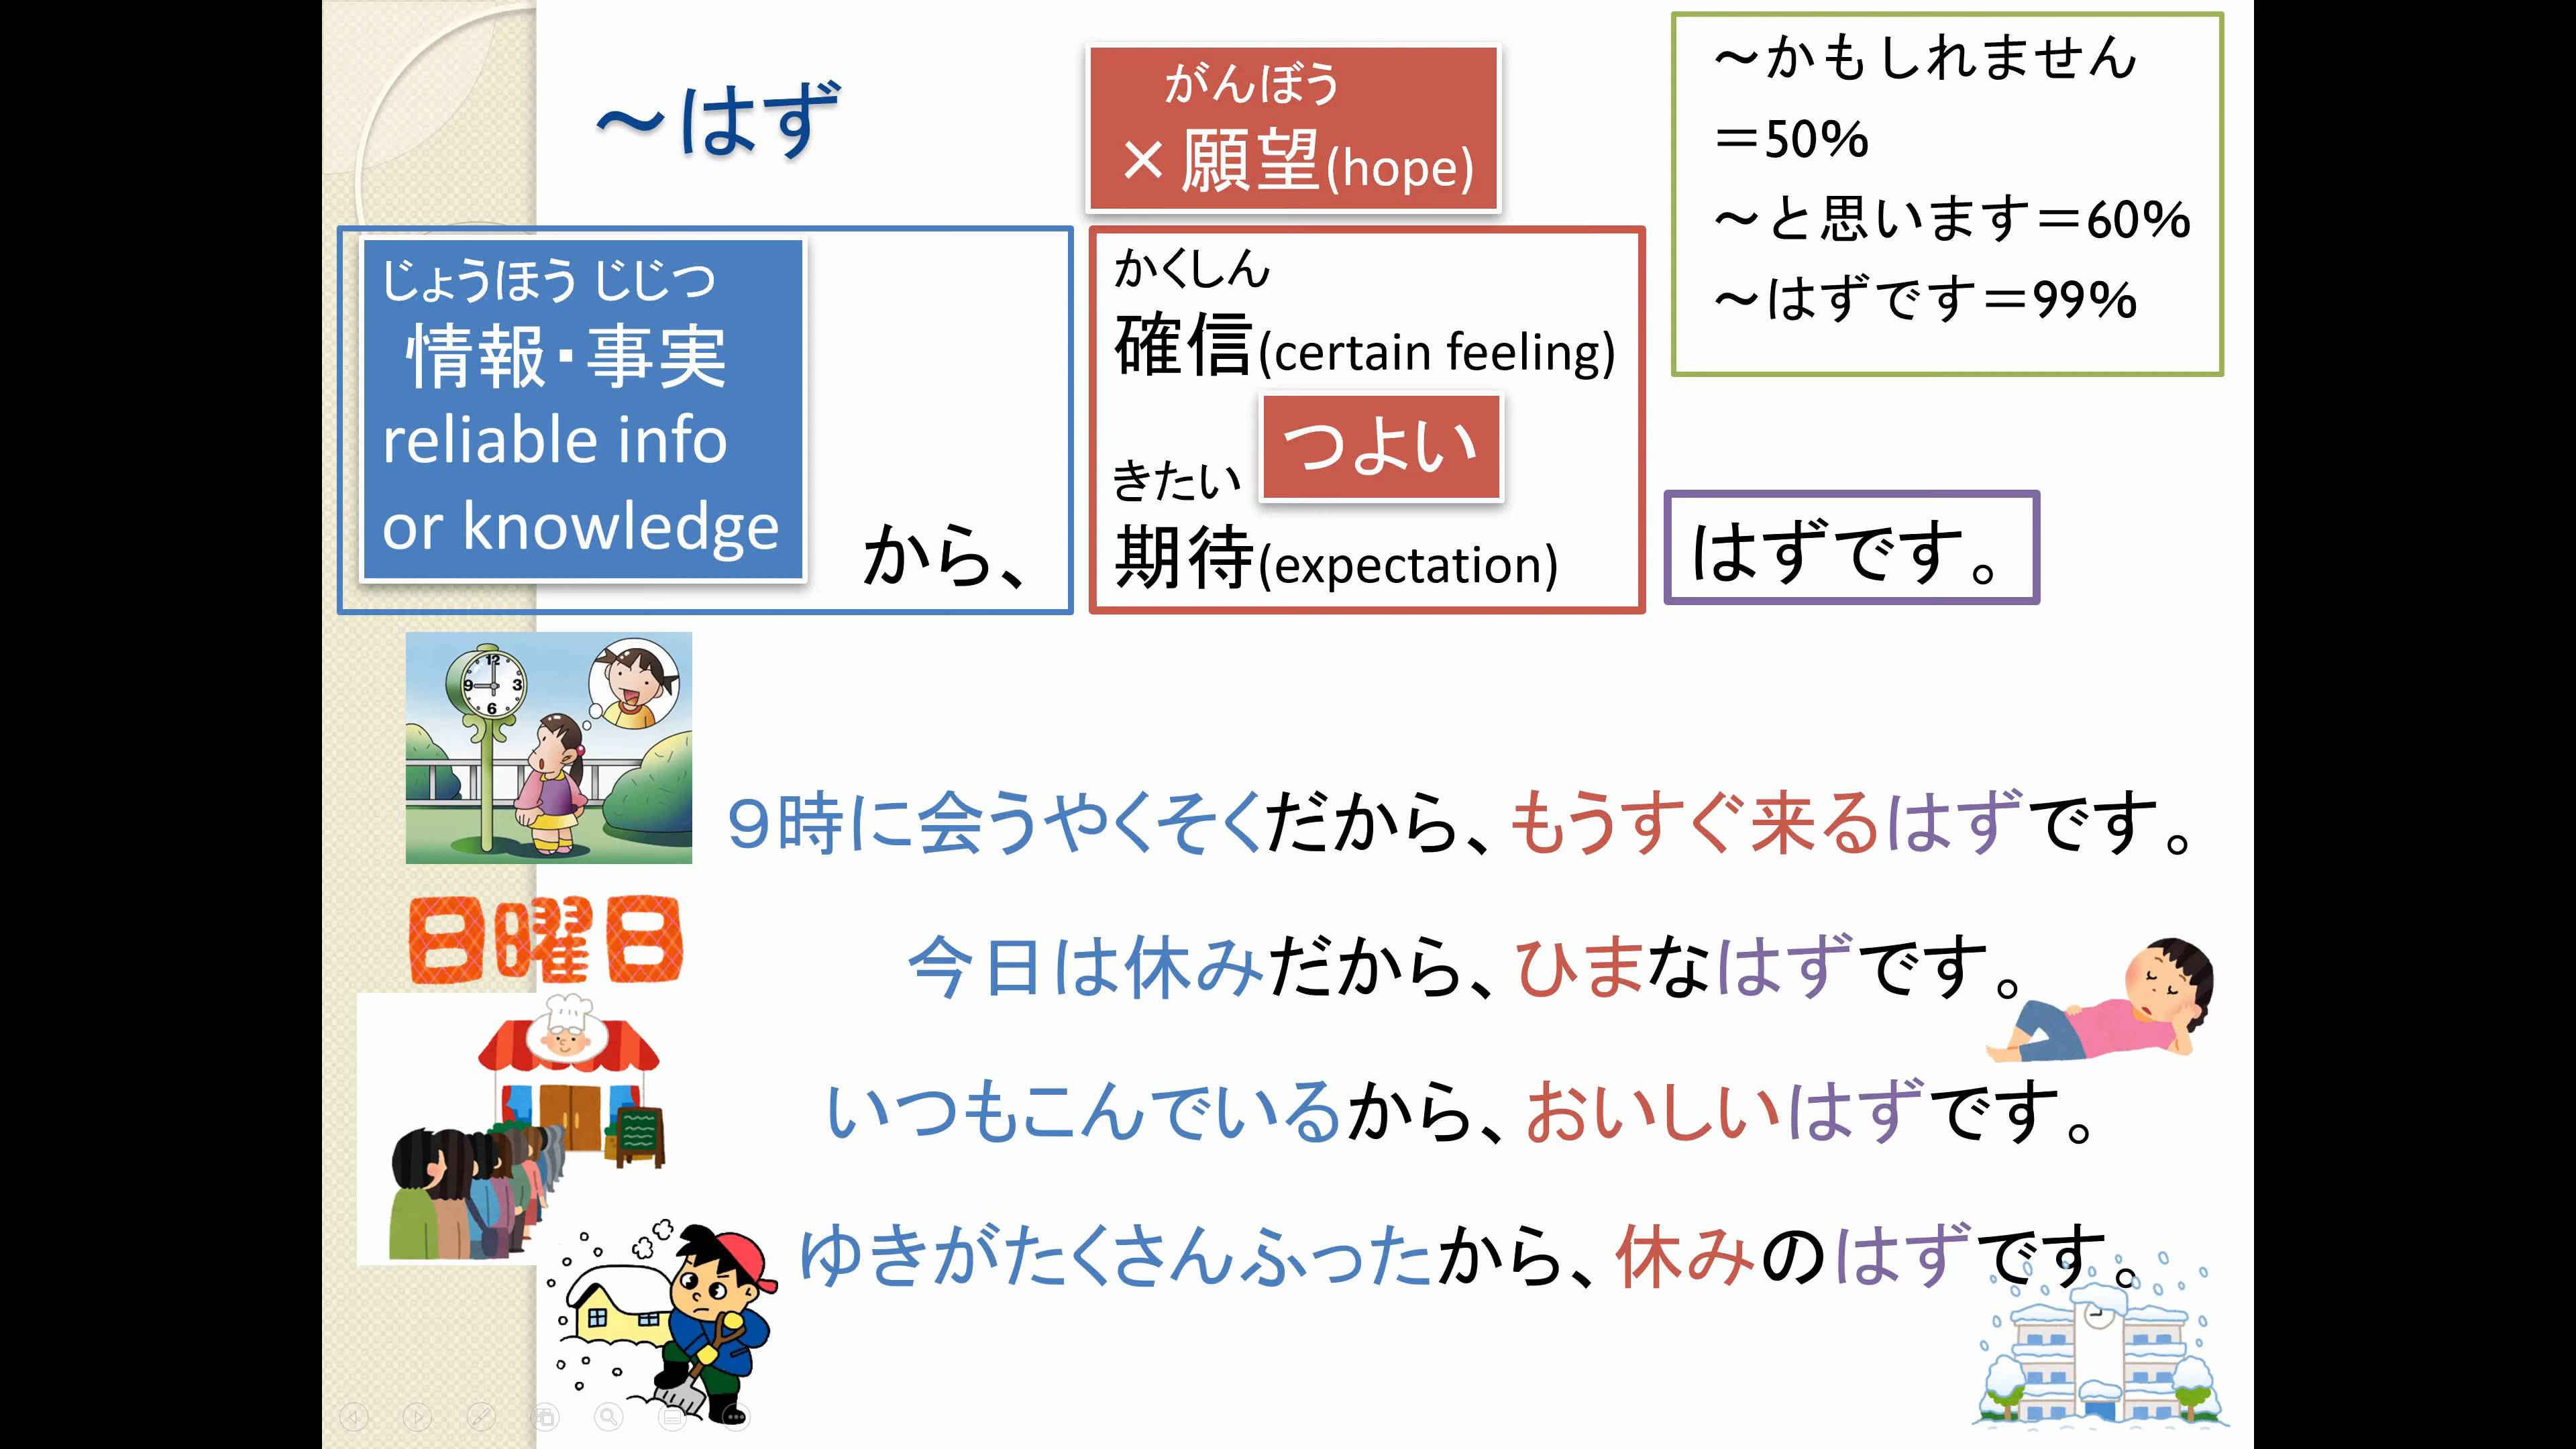 ～はず
がんぼう
×願望(hope)
～かもしれません
＝50%
～と思います＝60%
～はずです＝99%
じょうほう じじつ
情報・事実
reliable info
or knowledge
から、
かくしん
確信(certain feeling)
つよい
きたい
期待(expectation)
はずです。
12
9 3
6
９時に会うやくそくだから、もうすぐ来るはずです。
日曜日
今日は休みだから、ひまなはずです。
いつもこんでいるから、おいしいはずです。
ゆきがたくさんふったから、休みのはずです。